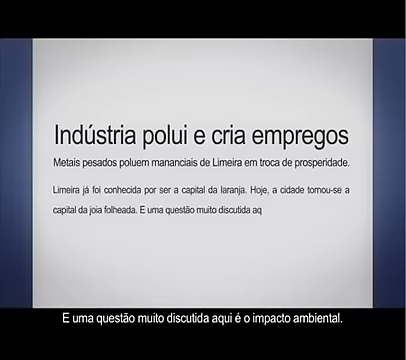 Indústria polui e cria empregos
Metais pesados poluem mananciais de Limeira em troca de prosperidade.
Limeira já foi conhecida por ser a capital da laranja. Hoje, a cidade tornou-se a
capital da joia folheada. E uma questão muito discutida aq
E uma questão muito discutida aqui é o impacto ambiental.